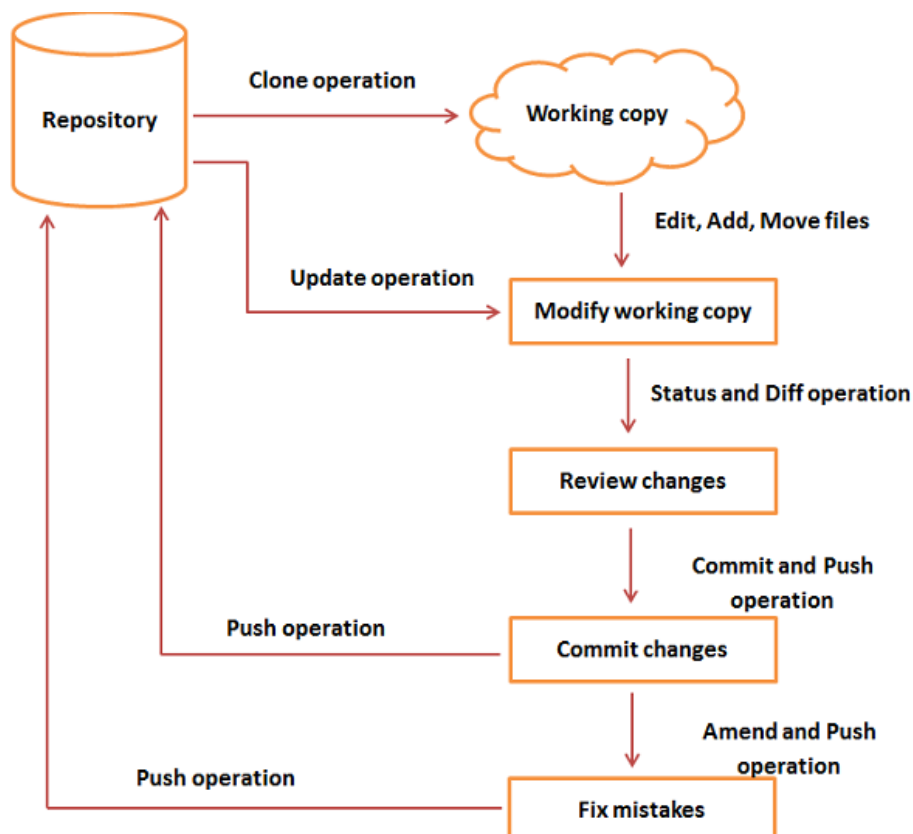 Clone operation
Repository
Working copy
Edit, Add, Move files
Update operation
Modify working copy
Status and Diff operation
Review changes
Commit and Push
operation
Push operation
Commit changes
Amend and Push
operation
Push operation
Fix mistakes